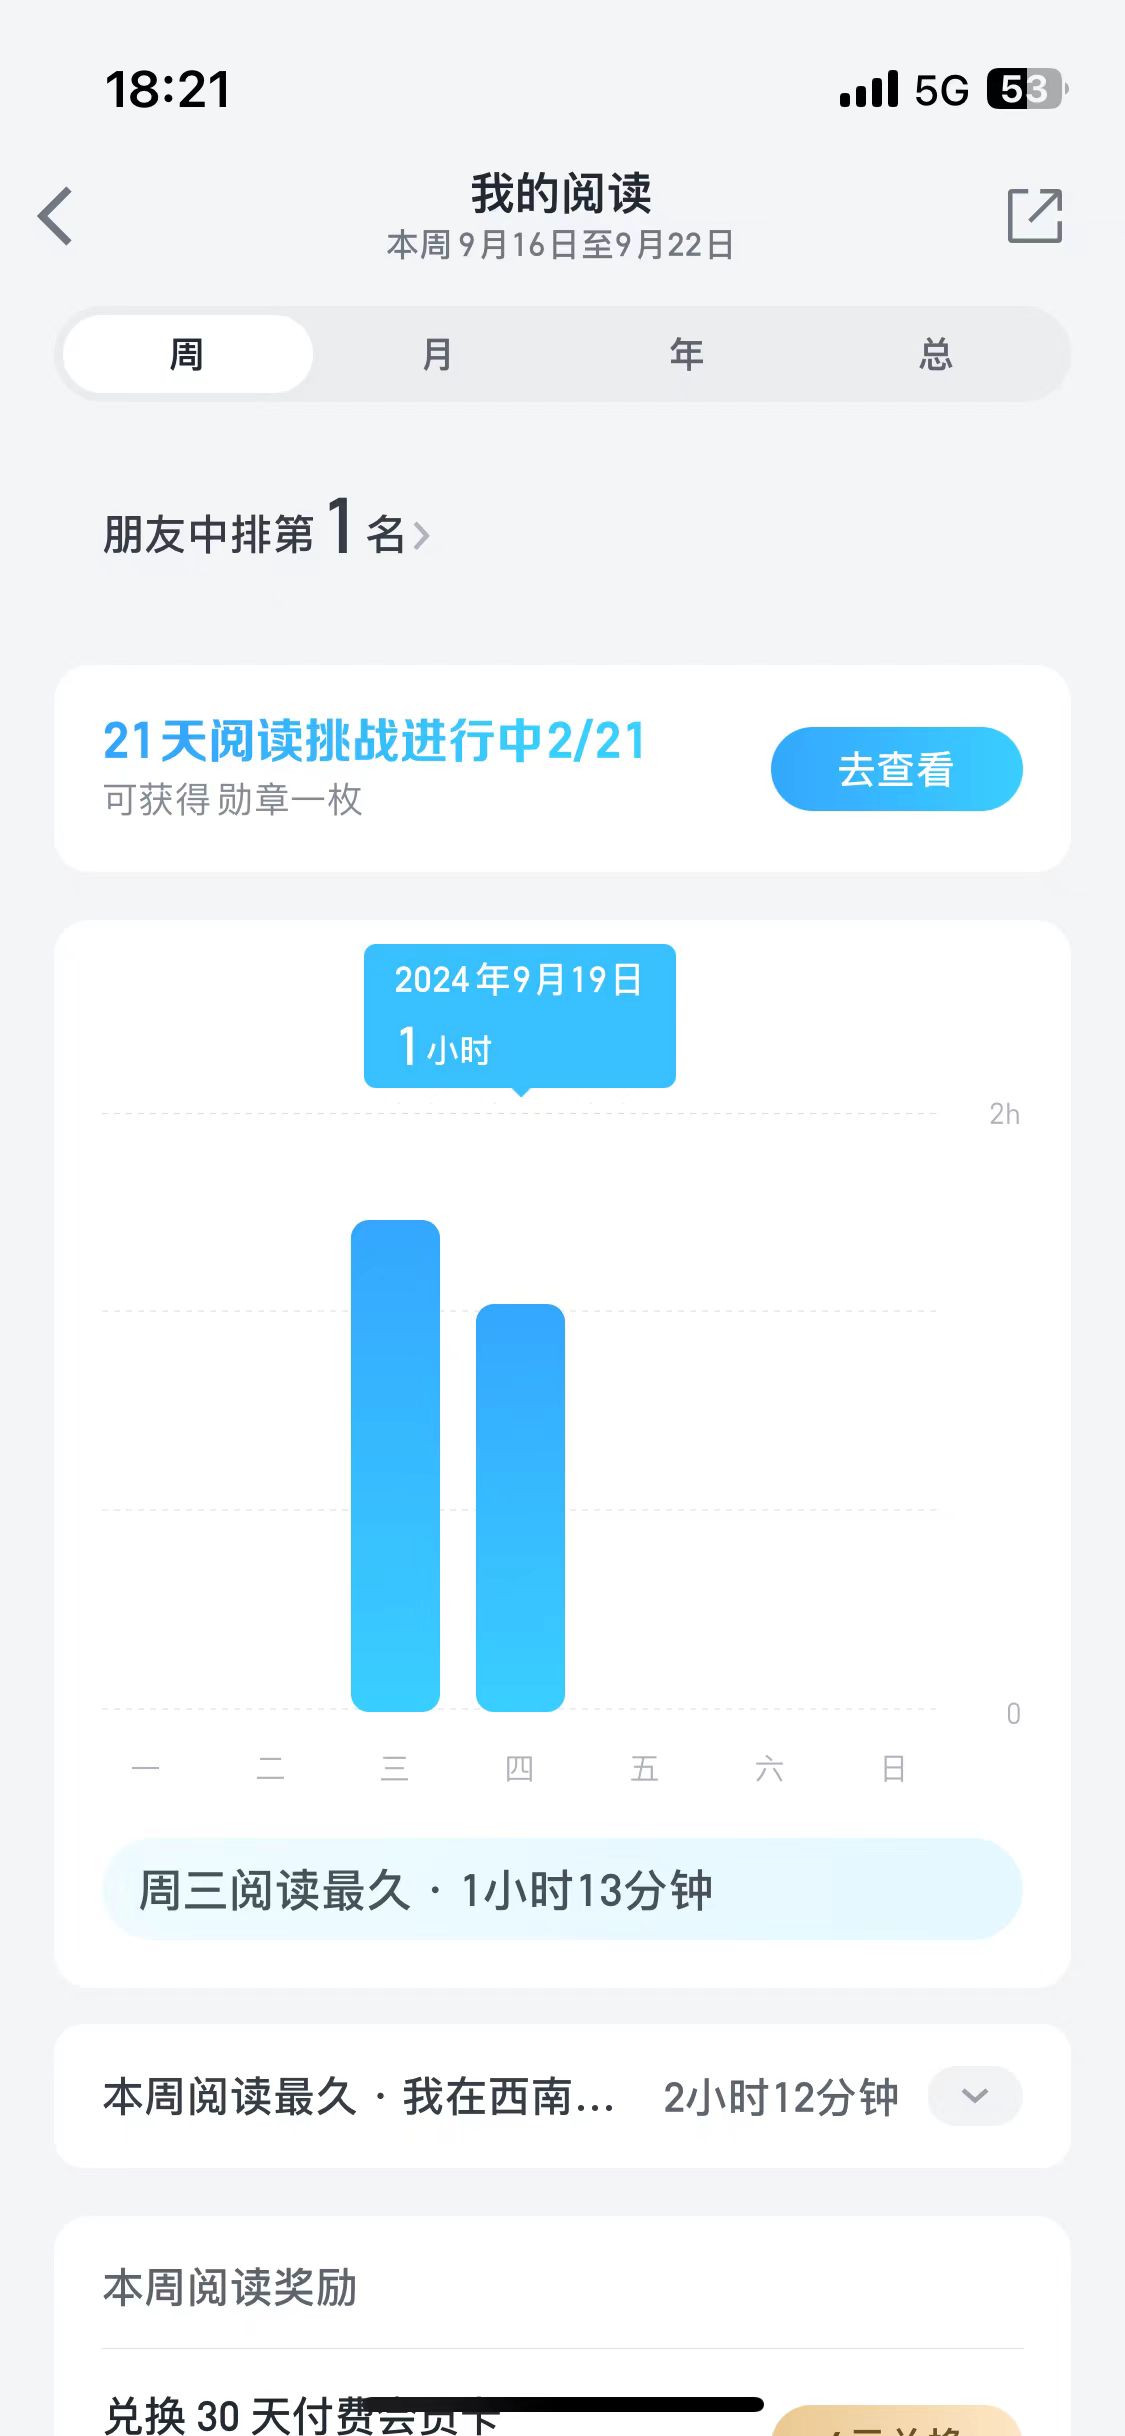 18:21
5G 53
我的阅读
本周9月16日至9月22日
周 月 年 总
朋友中排第1名
21天阅读挑战进行中2/21
可获得勋章一枚
去查看
2024年9月19日
1小时
2h
0
一 二 三 四 五 六 日
周三阅读最久 · 1小时13分钟
本周阅读最久 · 我在西南... 2小时12分钟
本周阅读奖励
兑换 30 天付费会员卡